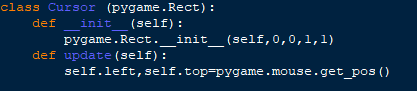 class Cursor (pygame.Rect):
    def __init__(self):
        pygame.Rect.__init__(self,0,0,1,1)
    def update(self):
        self.left,self.top=pygame.mouse.get_pos()